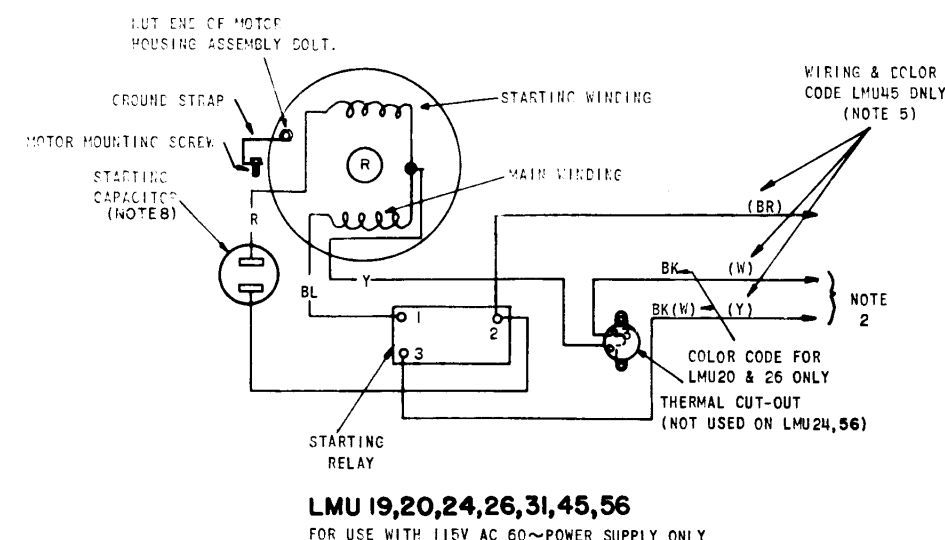 NUT END OF MOTOR
HOUSING ASSEMBLY BOLT.
GROUND STRAP
MOTOR MOUNTING SCREW
STARTING
CAPACITOR
(NOTE 8)
STARTING WINDING
MAIN WINDING
WIRING & COLOR
CODE LMU45 ONLY
(NOTE 5)
R
R
(BR)
BK
(W)
Y
BL
BK(W)
(Y)
NOTE
2
1
2
3
COLOR CODE FOR
LMU20 & 26 ONLY
THERMAL CUT-OUT
(NOT USED ON LMU24,56)
STARTING
RELAY
LMU 19,20,24,26,31,45,56
FOR USE WITH 115V AC 60~POWER SUPPLY ONLY